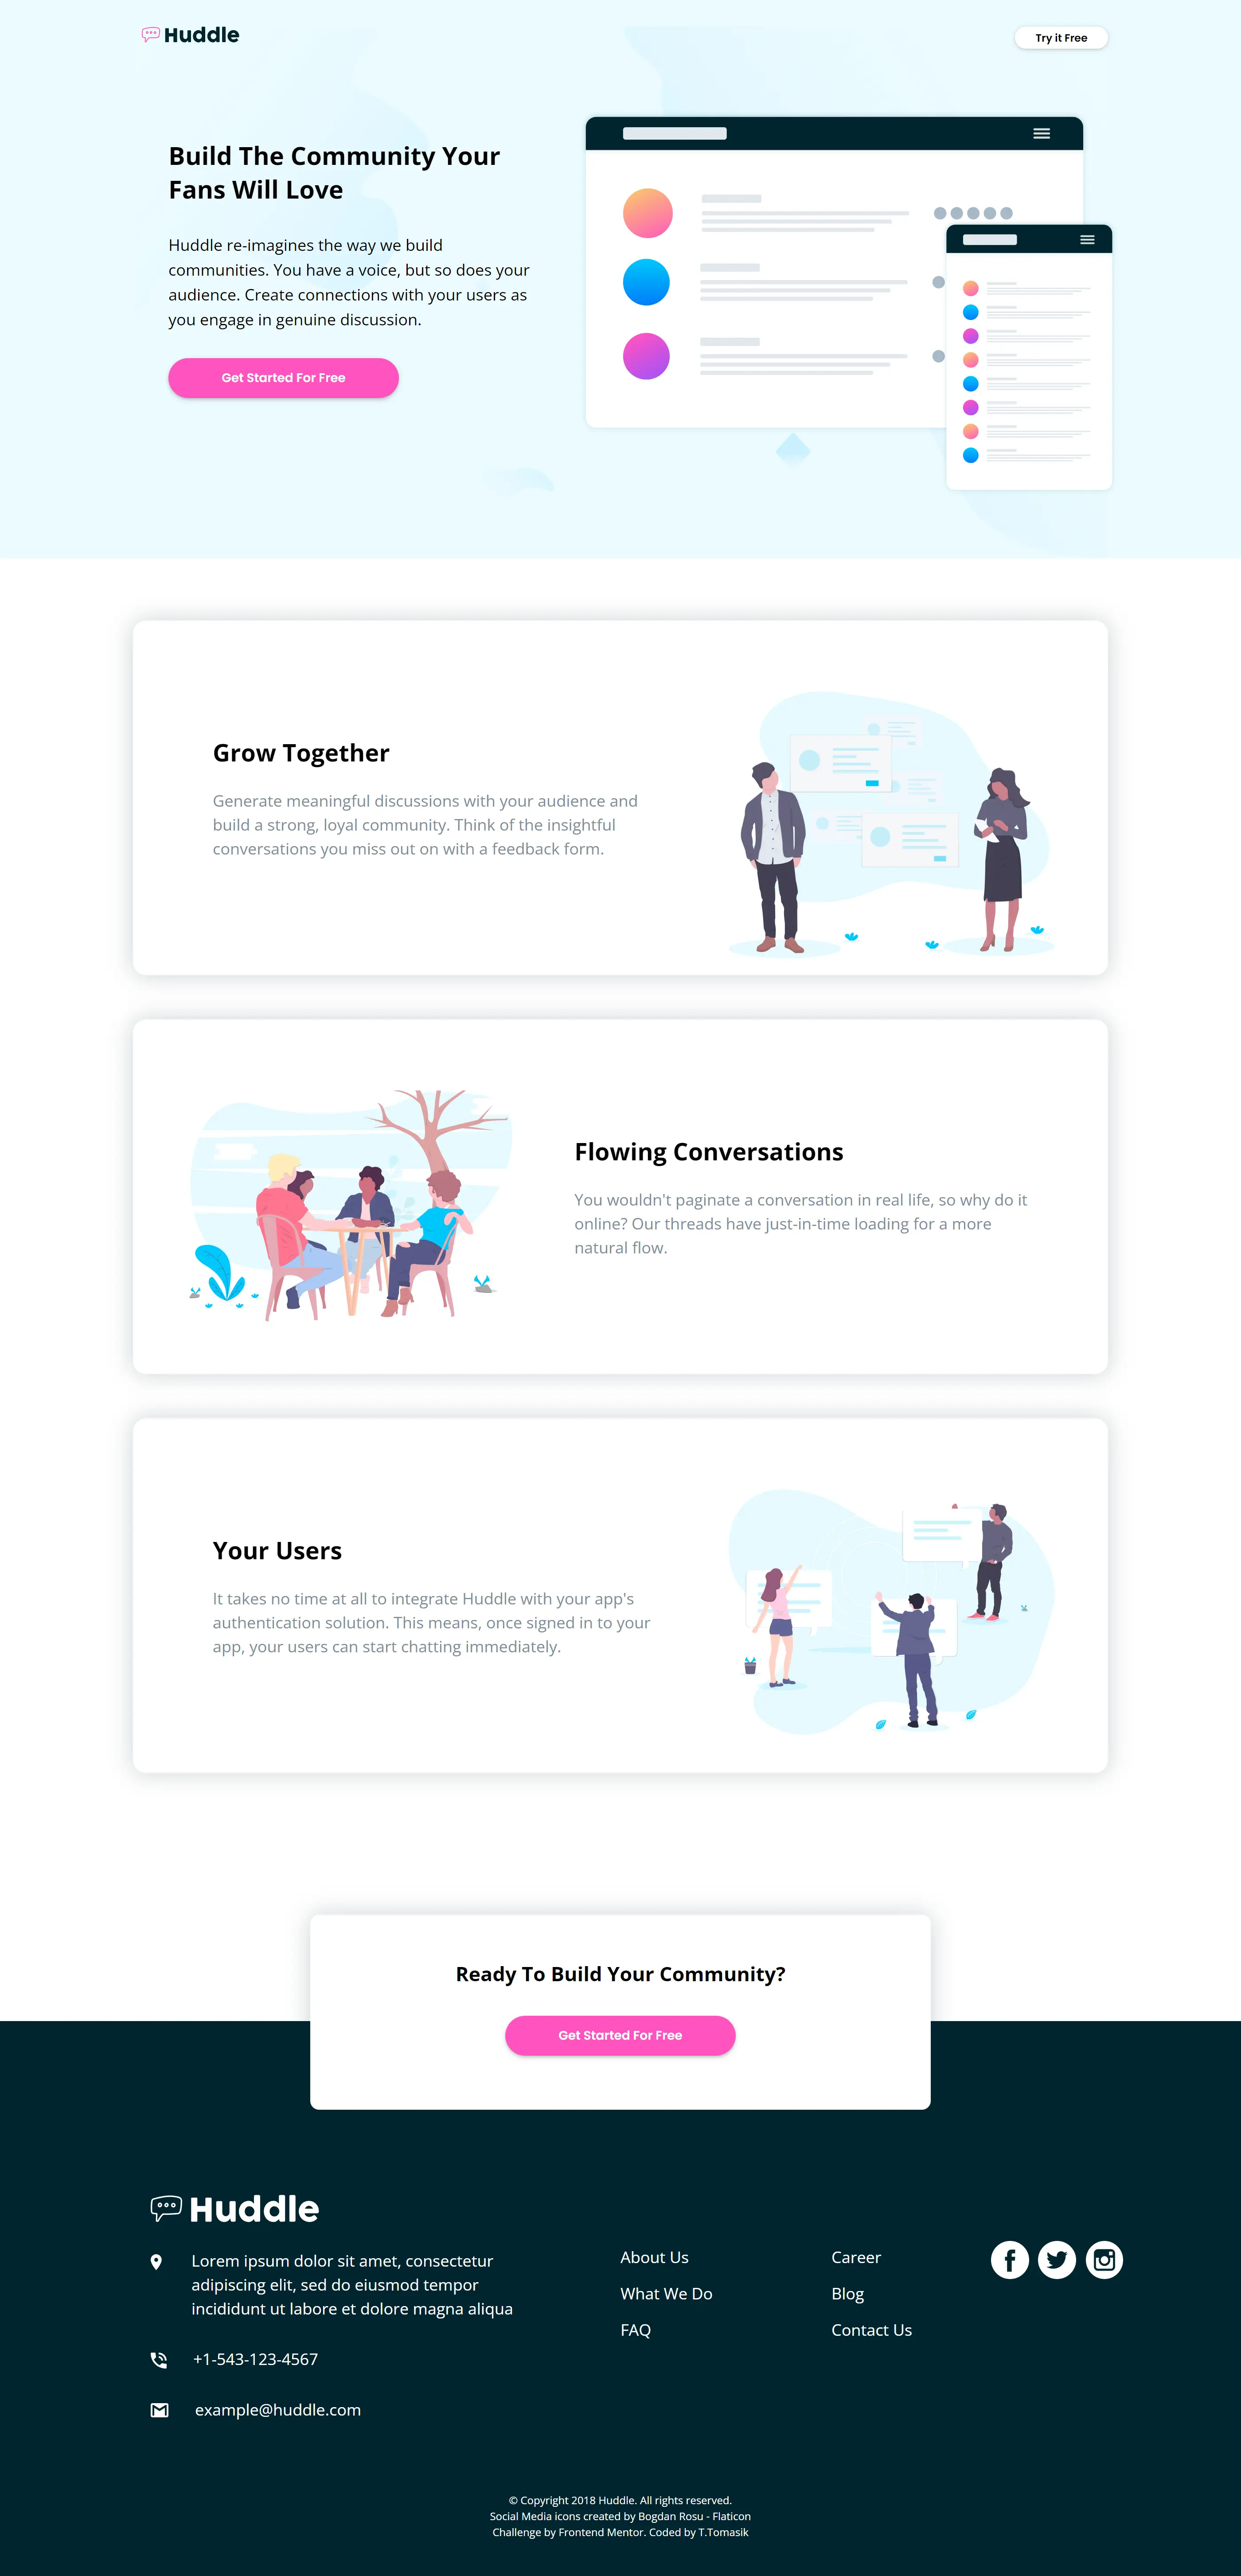 Huddle
Try it Free
Build The Community Your
Fans Will Love
Huddle re-imagines the way we build
communities. You have a voice, but so does your
audience. Create connections with your users as
you engage in genuine discussion.
Get Started For Free
Grow Together
Generate meaningful discussions with your audience and
build a strong, loyal community. Think of the insightful
conversations you miss out on with a feedback form.
Flowing Conversations
You wouldn't paginate a conversation in real life, so why do it
online? Our threads have just-in-time loading for a more
natural flow.
Your Users
It takes no time at all to integrate Huddle with your app's
authentication solution. This means, once signed in to your
app, your users can start chatting immediately.
Ready To Build Your Community?
Get Started For Free
Huddle
Lorem ipsum dolor sit amet, consectetur
adipiscing elit, sed do eiusmod tempor
incididunt ut labore et dolore magna aliqua
+1-543-123-4567
example@huddle.com
About Us
What We Do
FAQ
Career
Blog
Contact Us
© Copyright 2018 Huddle. All rights reserved.
Social Media icons created by Bogdan Rosu - Flaticon
Challenge by Frontend Mentor. Coded by T.Tomasik